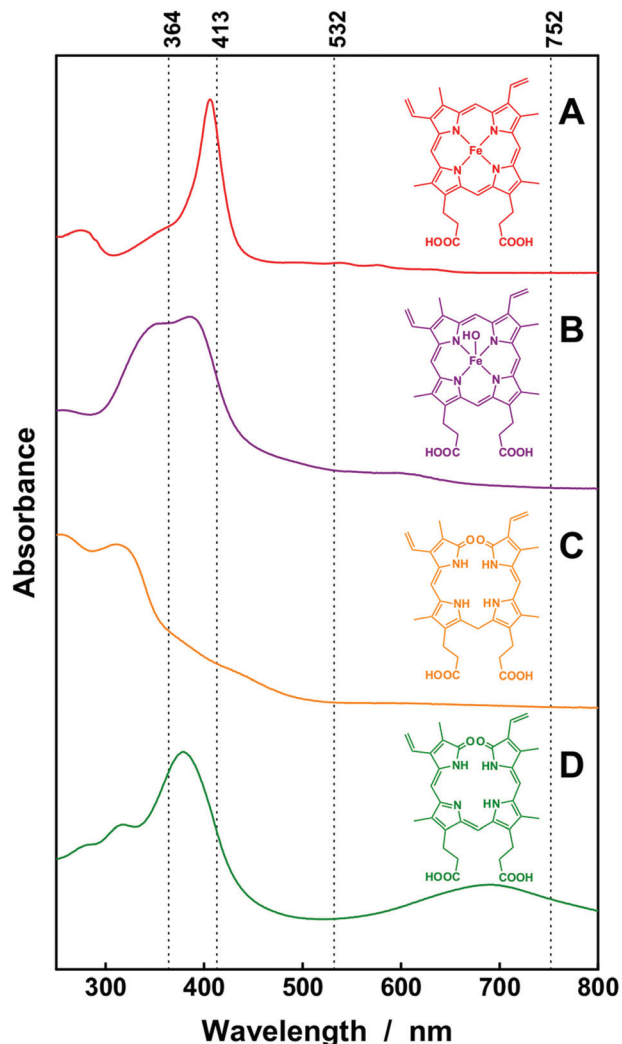 364 413 532 752
A
N N
Fe
N N
HOOC COOH
B
HO
N N
Fe
N N
HOOC COOH
C
O O
NH HN
NH HN
HOOC COOH
D
O O
NH HN
N HN
HOOC COOH
Absorbance
300 400 500 600 700 800
Wavelength / nm